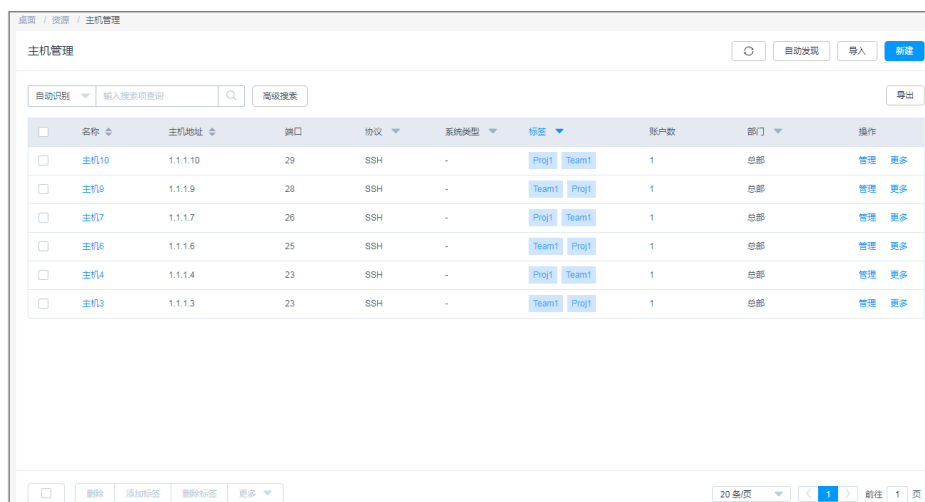 桌面 / 资源 / 主机管理
主机管理 自动发现 导入 新建
自动识别 输入搜索项查询 高级搜索 导出
名称 主机地址 端口 协议 系统类型 标签 账户数 部门 操作
主机10 1.1.1.10 29 SSH - Proj1 Team1 1 总部 管理 更多
主机9 1.1.1.9 28 SSH - Team1 Proj1 1 总部 管理 更多
主机7 1.1.1.7 26 SSH - Proj1 Team1 1 总部 管理 更多
主机6 1.1.1.6 25 SSH - Team1 Proj1 1 总部 管理 更多
主机4 1.1.1.4 23 SSH - Proj1 Team1 1 总部 管理 更多
主机3 1.1.1.3 23 SSH - Team1 Proj1 1 总部 管理 更多
删除 添加标签 删除标签 更多 20 条/页 1 前往 1 页